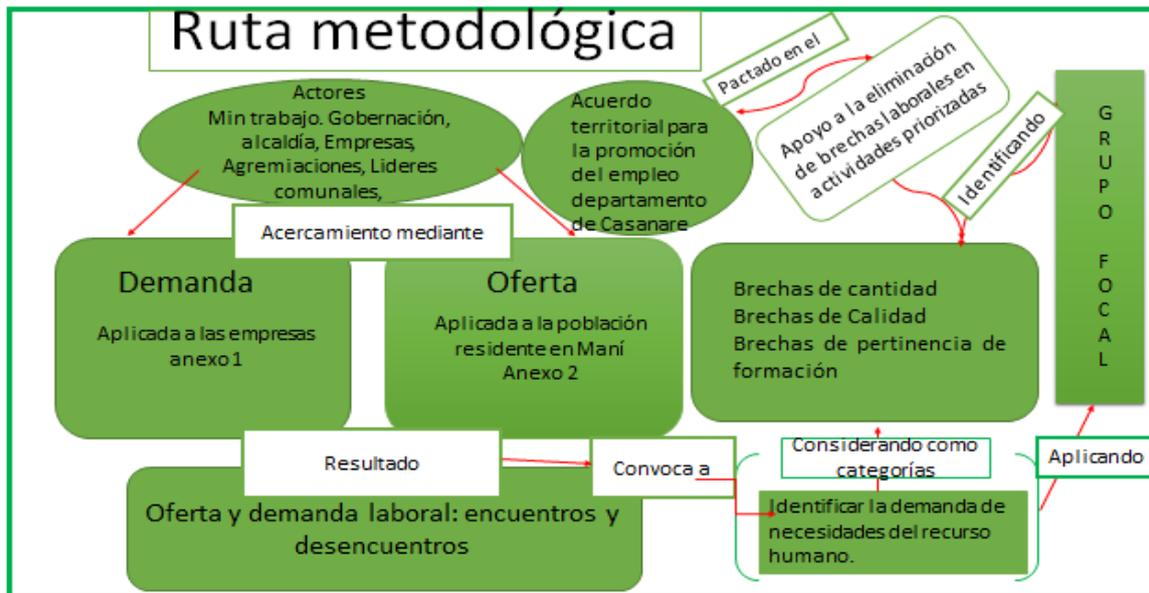 Ruta metodológica
Actores
Min trabajo. Gobernación,
alcaldía, Empresas,
Agremiaciones, Lideres
comunales,
Acuerdo
territorial para
la promoción
del empleo
departamento
de Casanare
Pactado en el
Apoyo a la eliminación
de brechas laborales en
actividades priorizadas
Identificando
GRUPO FOCAL
Acercamiento mediante
Demanda
Aplicada a las empresas
anexo 1
Oferta
Aplicada a la población
residente en Maní
Anexo 2
Brechas de cantidad
Brechas de Calidad
Brechas de pertinencia de
formación
Resultado
Convoca a
Considerando como
categorías
Aplicando
Oferta y demanda laboral: encuentros y
desencuentros
Identificar la demanda de
necesidades del recurso
humano.